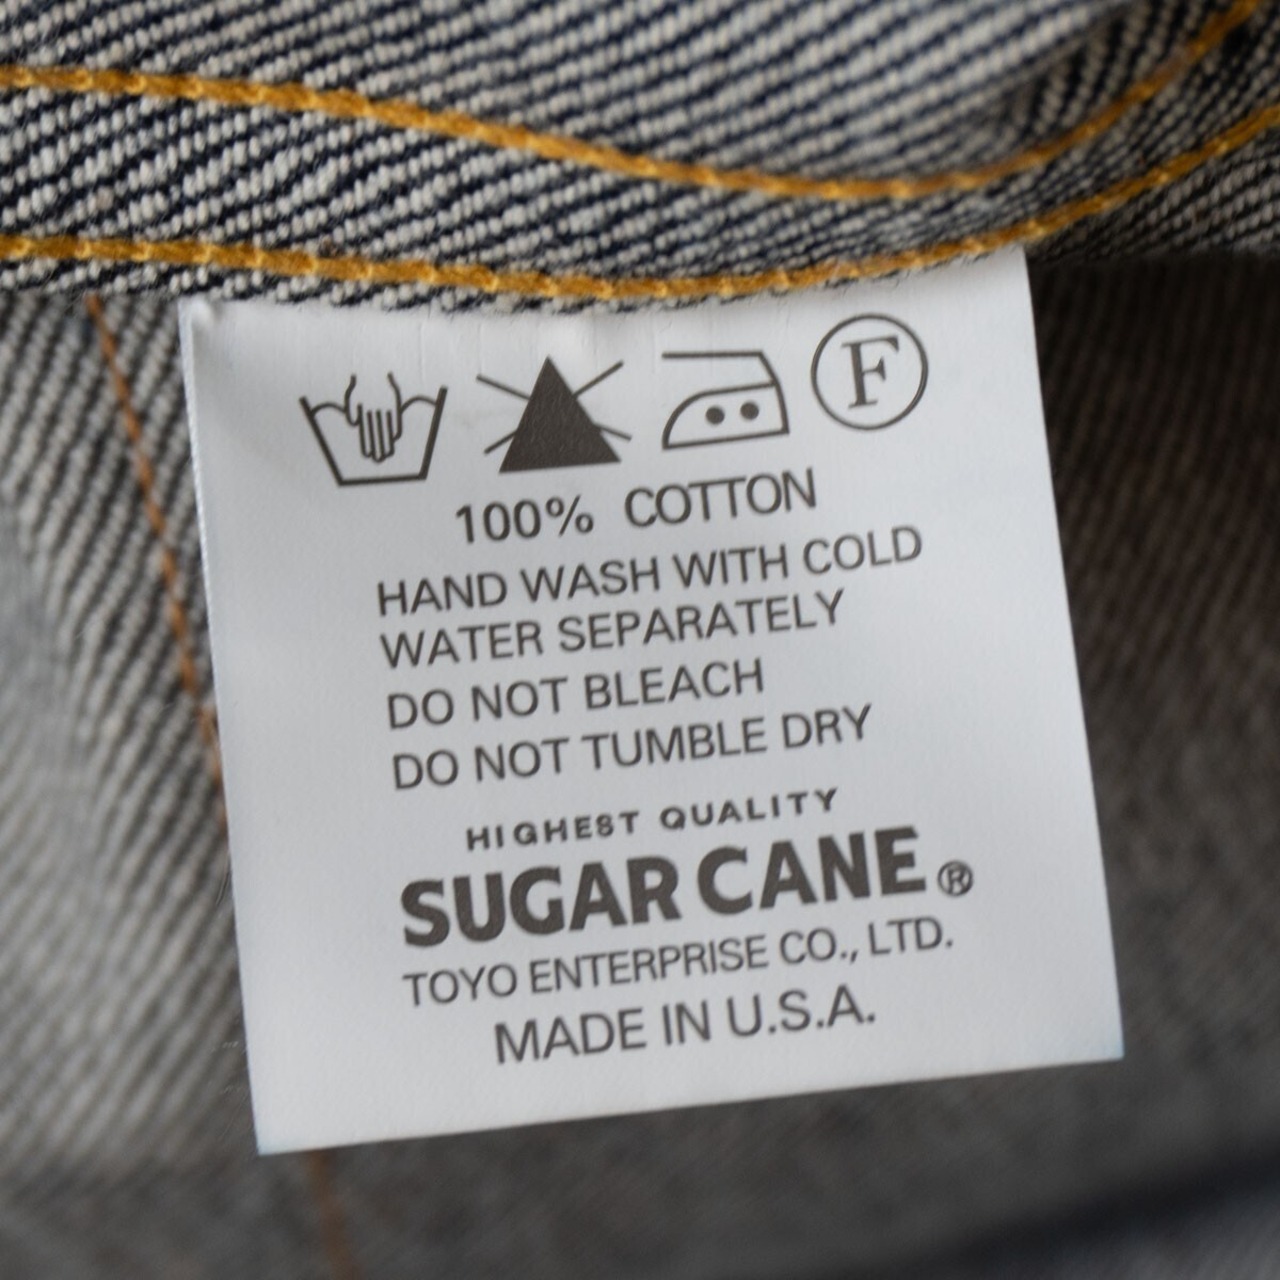 F
100% COTTON
HAND WASH WITH COLD
WATER SEPARATELY
DO NOT BLEACH
DO NOT TUMBLE DRY
HIGHEST QUALITY
SUGAR CANE®
TOYO ENTERPRISE CO., LTD.
MADE IN U.S.A.